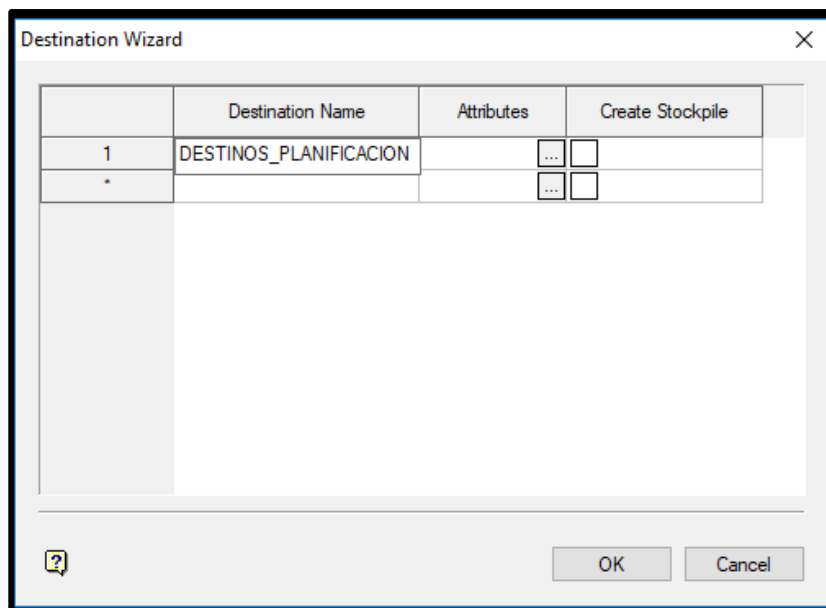 Destination Wizard
Destination Name Attributes Create Stockpile
1 DESTINOS_PLANIFICACION ...
* ...
?
OK Cancel